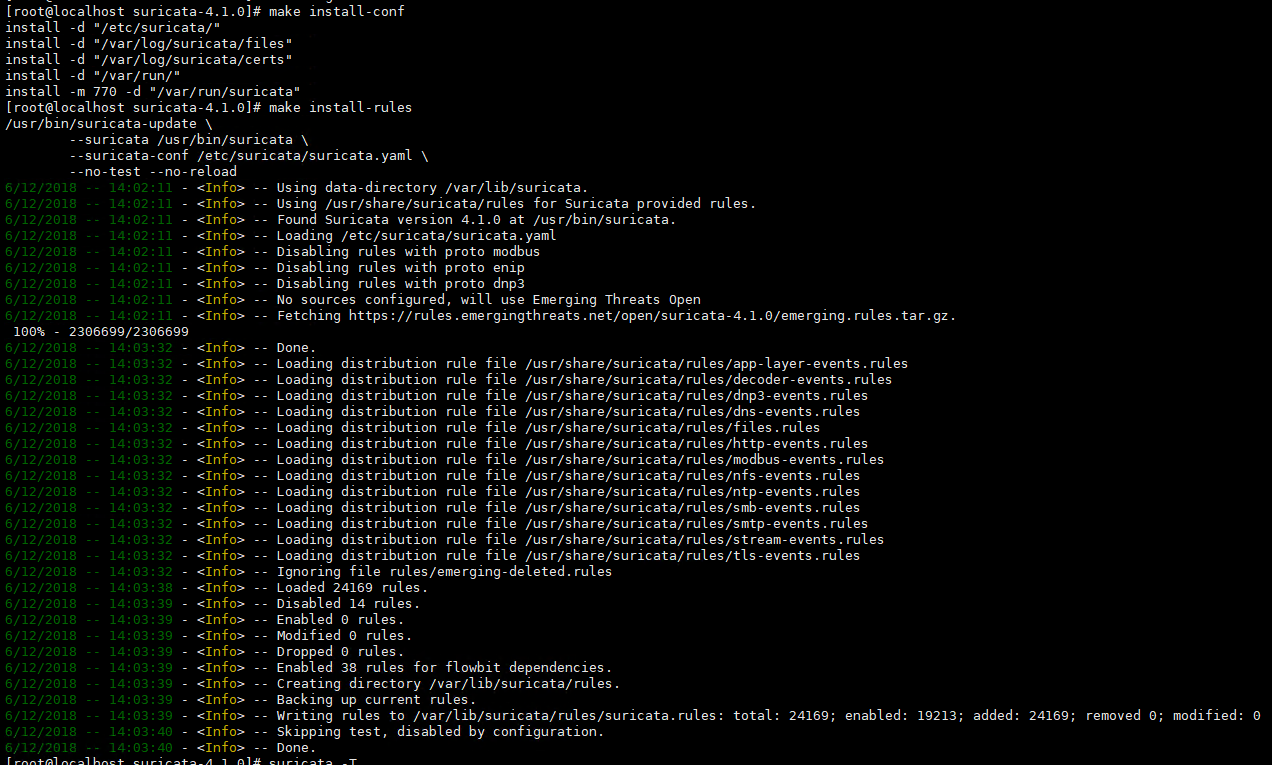 [root@localhost suricata-4.1.0]# make install-conf
install -d "/etc/suricata/"
install -d "/var/log/suricata/files"
install -d "/var/log/suricata/certs"
install -d "/var/run/"
install -m 770 -d "/var/run/suricata"
[root@localhost suricata-4.1.0]# make install-rules
/usr/bin/suricata-update \
        --suricata /usr/bin/suricata \
        --suricata-conf /etc/suricata/suricata.yaml \
        --no-test --no-reload
6/12/2018 -- 14:02:11 - <Info> -- Using data-directory /var/lib/suricata.
6/12/2018 -- 14:02:11 - <Info> -- Using /usr/share/suricata/rules for Suricata provided rules.
6/12/2018 -- 14:02:11 - <Info> -- Found Suricata version 4.1.0 at /usr/bin/suricata.
6/12/2018 -- 14:02:11 - <Info> -- Loading /etc/suricata/suricata.yaml
6/12/2018 -- 14:02:11 - <Info> -- Disabling rules with proto modbus
6/12/2018 -- 14:02:11 - <Info> -- Disabling rules with proto enip
6/12/2018 -- 14:02:11 - <Info> -- Disabling rules with proto dnp3
6/12/2018 -- 14:02:11 - <Info> -- No sources configured, will use Emerging Threats Open
6/12/2018 -- 14:02:11 - <Info> -- Fetching https://rules.emergingthreats.net/open/suricata-4.1.0/emerging.rules.tar.gz.
 100% - 2306699/2306699
6/12/2018 -- 14:03:32 - <Info> -- Done.
6/12/2018 -- 14:03:32 - <Info> -- Loading distribution rule file /usr/share/suricata/rules/app-layer-events.rules
6/12/2018 -- 14:03:32 - <Info> -- Loading distribution rule file /usr/share/suricata/rules/decoder-events.rules
6/12/2018 -- 14:03:32 - <Info> -- Loading distribution rule file /usr/share/suricata/rules/dnp3-events.rules
6/12/2018 -- 14:03:32 - <Info> -- Loading distribution rule file /usr/share/suricata/rules/dns-events.rules
6/12/2018 -- 14:03:32 - <Info> -- Loading distribution rule file /usr/share/suricata/rules/files.rules
6/12/2018 -- 14:03:32 - <Info> -- Loading distribution rule file /usr/share/suricata/rules/http-events.rules
6/12/2018 -- 14:03:32 - <Info> -- Loading distribution rule file /usr/share/suricata/rules/modbus-events.rules
6/12/2018 -- 14:03:32 - <Info> -- Loading distribution rule file /usr/share/suricata/rules/nfs-events.rules
6/12/2018 -- 14:03:32 - <Info> -- Loading distribution rule file /usr/share/suricata/rules/ntp-events.rules
6/12/2018 -- 14:03:32 - <Info> -- Loading distribution rule file /usr/share/suricata/rules/smb-events.rules
6/12/2018 -- 14:03:32 - <Info> -- Loading distribution rule file /usr/share/suricata/rules/smtp-events.rules
6/12/2018 -- 14:03:32 - <Info> -- Loading distribution rule file /usr/share/suricata/rules/stream-events.rules
6/12/2018 -- 14:03:32 - <Info> -- Loading distribution rule file /usr/share/suricata/rules/tls-events.rules
6/12/2018 -- 14:03:32 - <Info> -- Ignoring file rules/emerging-deleted.rules
6/12/2018 -- 14:03:38 - <Info> -- Loaded 24169 rules.
6/12/2018 -- 14:03:39 - <Info> -- Disabled 14 rules.
6/12/2018 -- 14:03:39 - <Info> -- Enabled 0 rules.
6/12/2018 -- 14:03:39 - <Info> -- Modified 0 rules.
6/12/2018 -- 14:03:39 - <Info> -- Dropped 0 rules.
6/12/2018 -- 14:03:39 - <Info> -- Enabled 38 rules for flowbit dependencies.
6/12/2018 -- 14:03:39 - <Info> -- Creating directory /var/lib/suricata/rules.
6/12/2018 -- 14:03:39 - <Info> -- Backing up current rules.
6/12/2018 -- 14:03:39 - <Info> -- Writing rules to /var/lib/suricata/rules/suricata.rules: total: 24169; enabled: 19213; added: 24169; removed 0; modified: 0
6/12/2018 -- 14:03:40 - <Info> -- Skipping test, disabled by configuration.
6/12/2018 -- 14:03:40 - <Info> -- Done.
[root@localhost suricata-4.1.0]# suricata -T